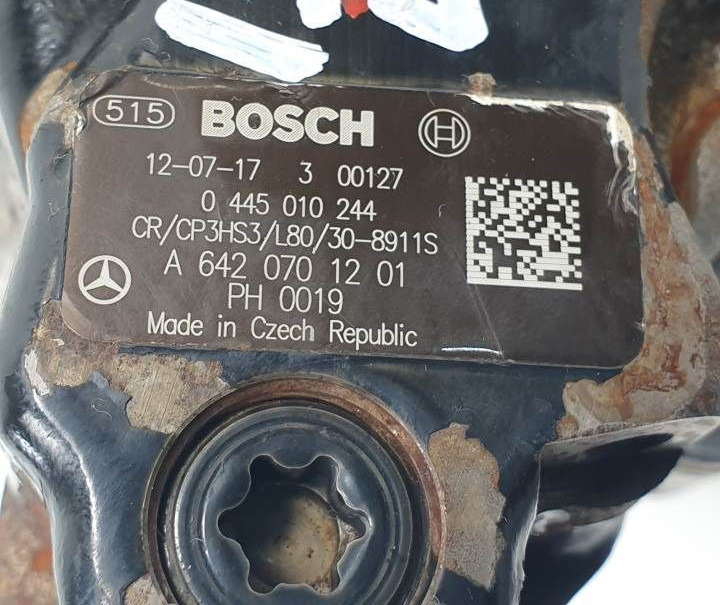 515 BOSCH
12-07-17 3 00127
0 445 010 244
CR/CP3HS3/L80/30-8911S
A 642 070 12 01
PH 0019
Made in Czech Republic